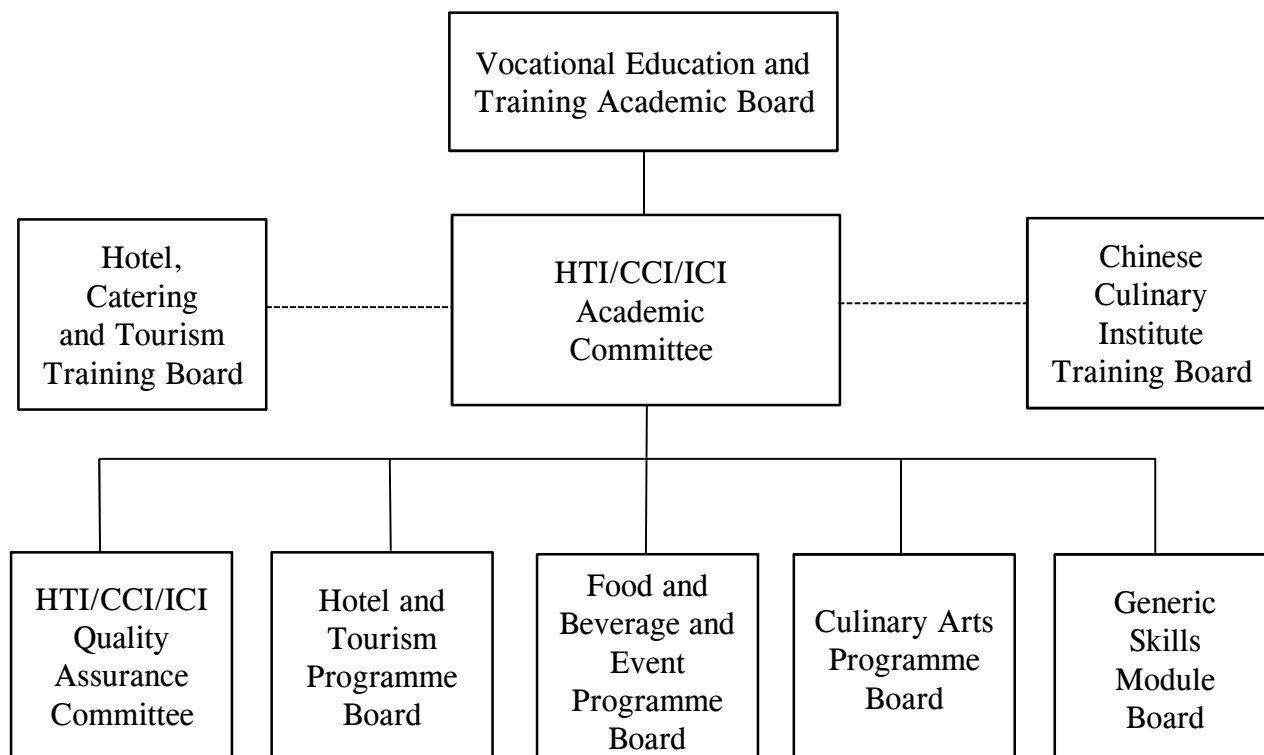 Vocational Education and
Training Academic Board
Hotel,
Catering
and Tourism
Training Board
HTI/CCI/ICI
Academic
Committee
Chinese
Culinary
Institute
Training Board
HTI/CCI/ICI
Quality
Assurance
Committee
Hotel and
Tourism
Programme
Board
Food and
Beverage and
Event
Programme
Board
Culinary Arts
Programme
Board
Generic
Skills
Module
Board